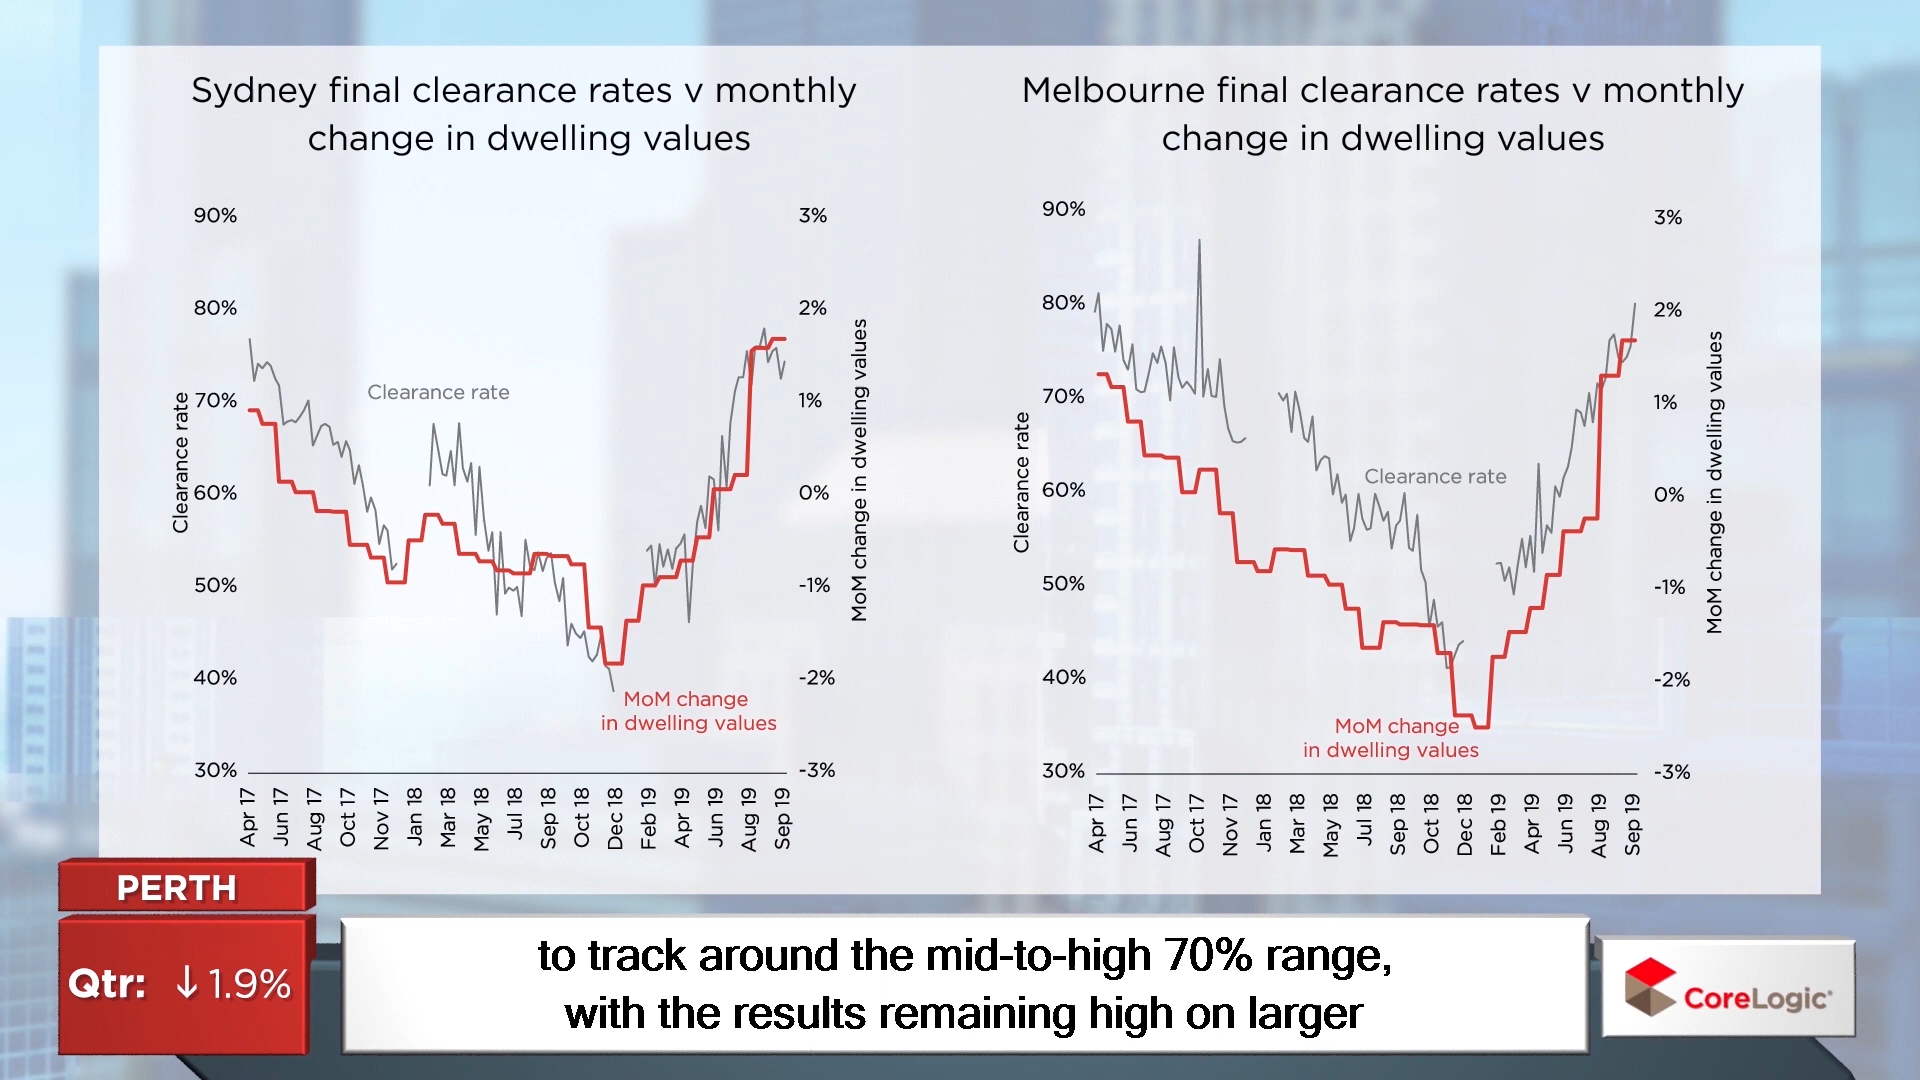 Sydney final clearance rates v monthly
change in dwelling values
90%
80%
70%
60%
50%
40%
30%
Clearance rate
3%
2%
1%
0%
-1%
-2%
-3%
MoM change in dwelling values
Clearance rate
MoM change
in dwelling values
Apr 17
Jun 17
Aug 17
Oct 17
Nov 17
Jan 18
Mar 18
May 18
Jul 18
Sep 18
Oct 18
Dec 18
Feb 19
Apr 19
Jun 19
Aug 19
Sep 19
Melbourne final clearance rates v monthly
change in dwelling values
90%
80%
70%
60%
50%
40%
30%
Clearance rate
3%
2%
1%
0%
-1%
-2%
-3%
MoM change in dwelling values
Clearance rate
MoM change
in dwelling values
Apr 17
Jun 17
Aug 17
Oct 17
Nov 17
Jan 18
Mar 18
May 18
Jul 18
Sep 18
Oct 18
Dec 18
Feb 19
Apr 19
Jun 19
Aug 19
Sep 19
PERTH
Qtr: ↓1.9%
to track around the mid-to-high 70% range,
with the results remaining high on larger
CoreLogic®